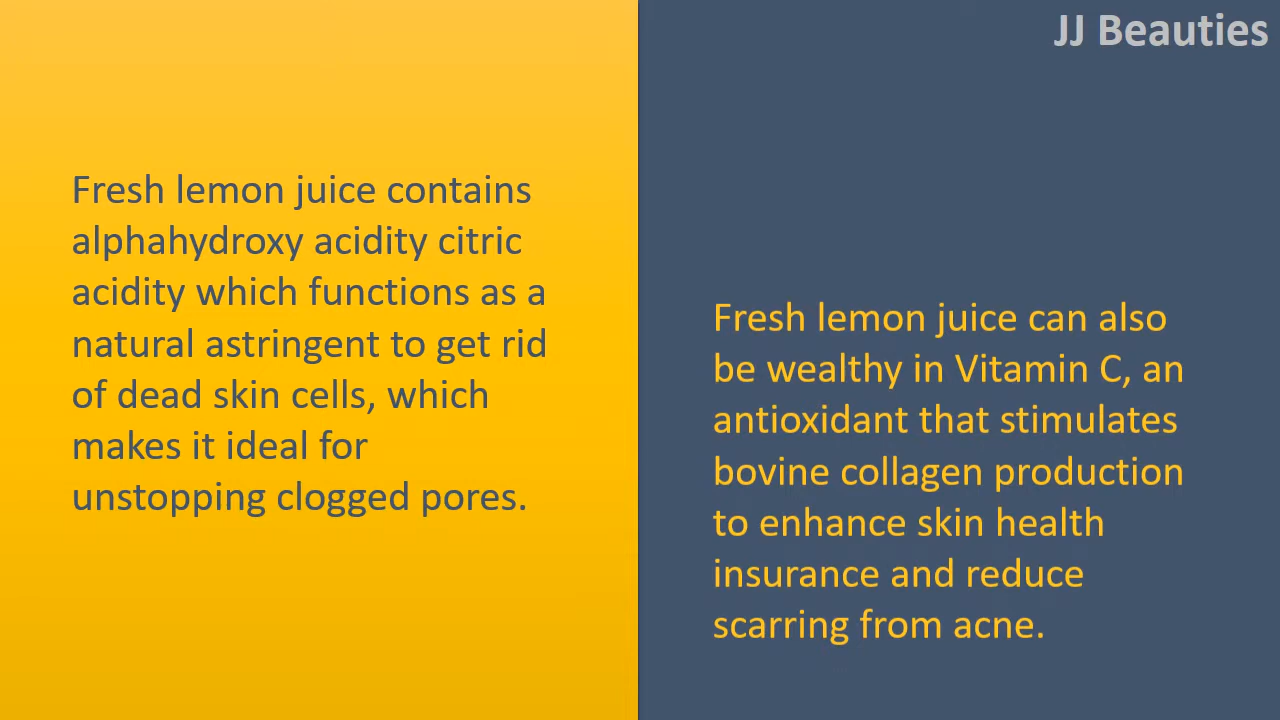 JJ Beauties
Fresh lemon juice contains
alphahydroxy acidity citric
acidity which functions as a
natural astringent to get rid
of dead skin cells, which
makes it ideal for
unstopping clogged pores.
Fresh lemon juice can also
be wealthy in Vitamin C, an
antioxidant that stimulates
bovine collagen production
to enhance skin health
insurance and reduce
scarring from acne.